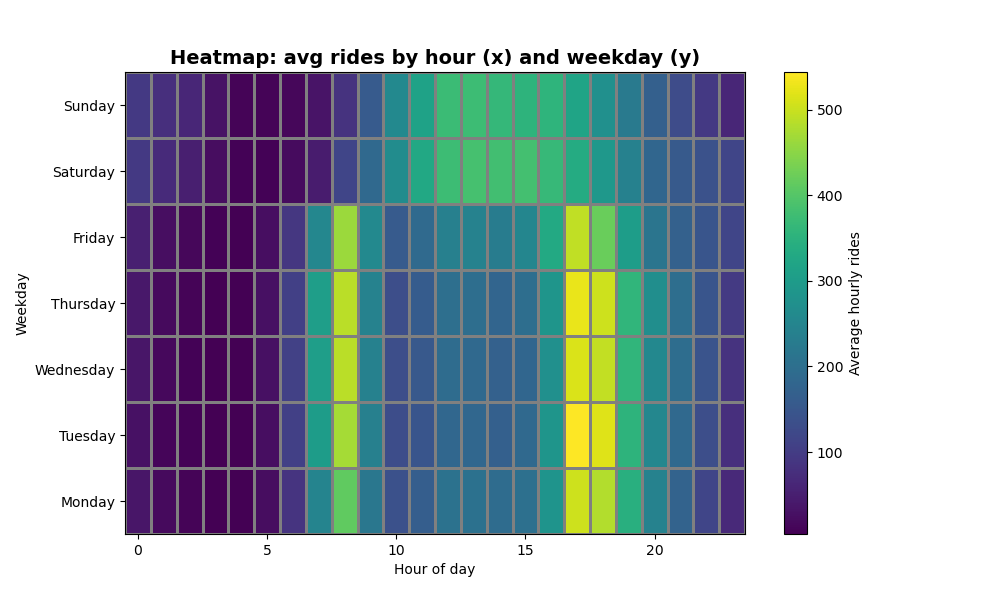 Heatmap: avg rides by hour (x) and weekday (y)
Weekday
Sunday
Saturday
Friday
Thursday
Wednesday
Tuesday
Monday
0 5 10 15 20
Hour of day
500
400
300
200
100
Average hourly rides